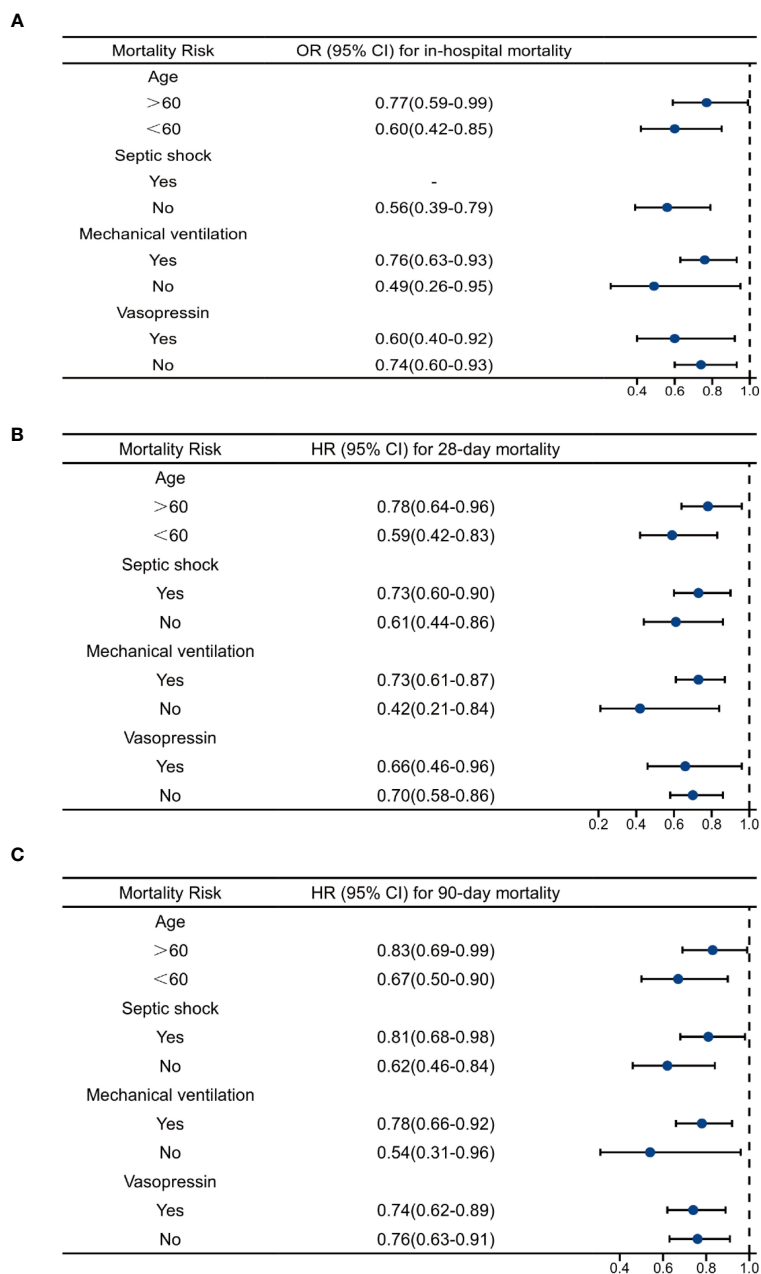 A
Mortality Risk OR (95% CI) for in-hospital mortality
Age
>60 0.77(0.59-0.99)
<60 0.60(0.42-0.85)
Septic shock
Yes -
No 0.56(0.39-0.79)
Mechanical ventilation
Yes 0.76(0.63-0.93)
No 0.49(0.26-0.95)
Vasopressin
Yes 0.60(0.40-0.92)
No 0.74(0.60-0.93)
0.4 0.6 0.8 1.0
B
Mortality Risk HR (95% CI) for 28-day mortality
Age
>60 0.78(0.64-0.96)
<60 0.59(0.42-0.83)
Septic shock
Yes 0.73(0.60-0.90)
No 0.61(0.44-0.86)
Mechanical ventilation
Yes 0.73(0.61-0.87)
No 0.42(0.21-0.84)
Vasopressin
Yes 0.66(0.46-0.96)
No 0.70(0.58-0.86)
0.2 0.4 0.6 0.8 1.0
C
Mortality Risk HR (95% CI) for 90-day mortality
Age
>60 0.83(0.69-0.99)
<60 0.67(0.50-0.90)
Septic shock
Yes 0.81(0.68-0.98)
No 0.62(0.46-0.84)
Mechanical ventilation
Yes 0.78(0.66-0.92)
No 0.54(0.31-0.96)
Vasopressin
Yes 0.74(0.62-0.89)
No 0.76(0.63-0.91)
0.4 0.6 0.8 1.0